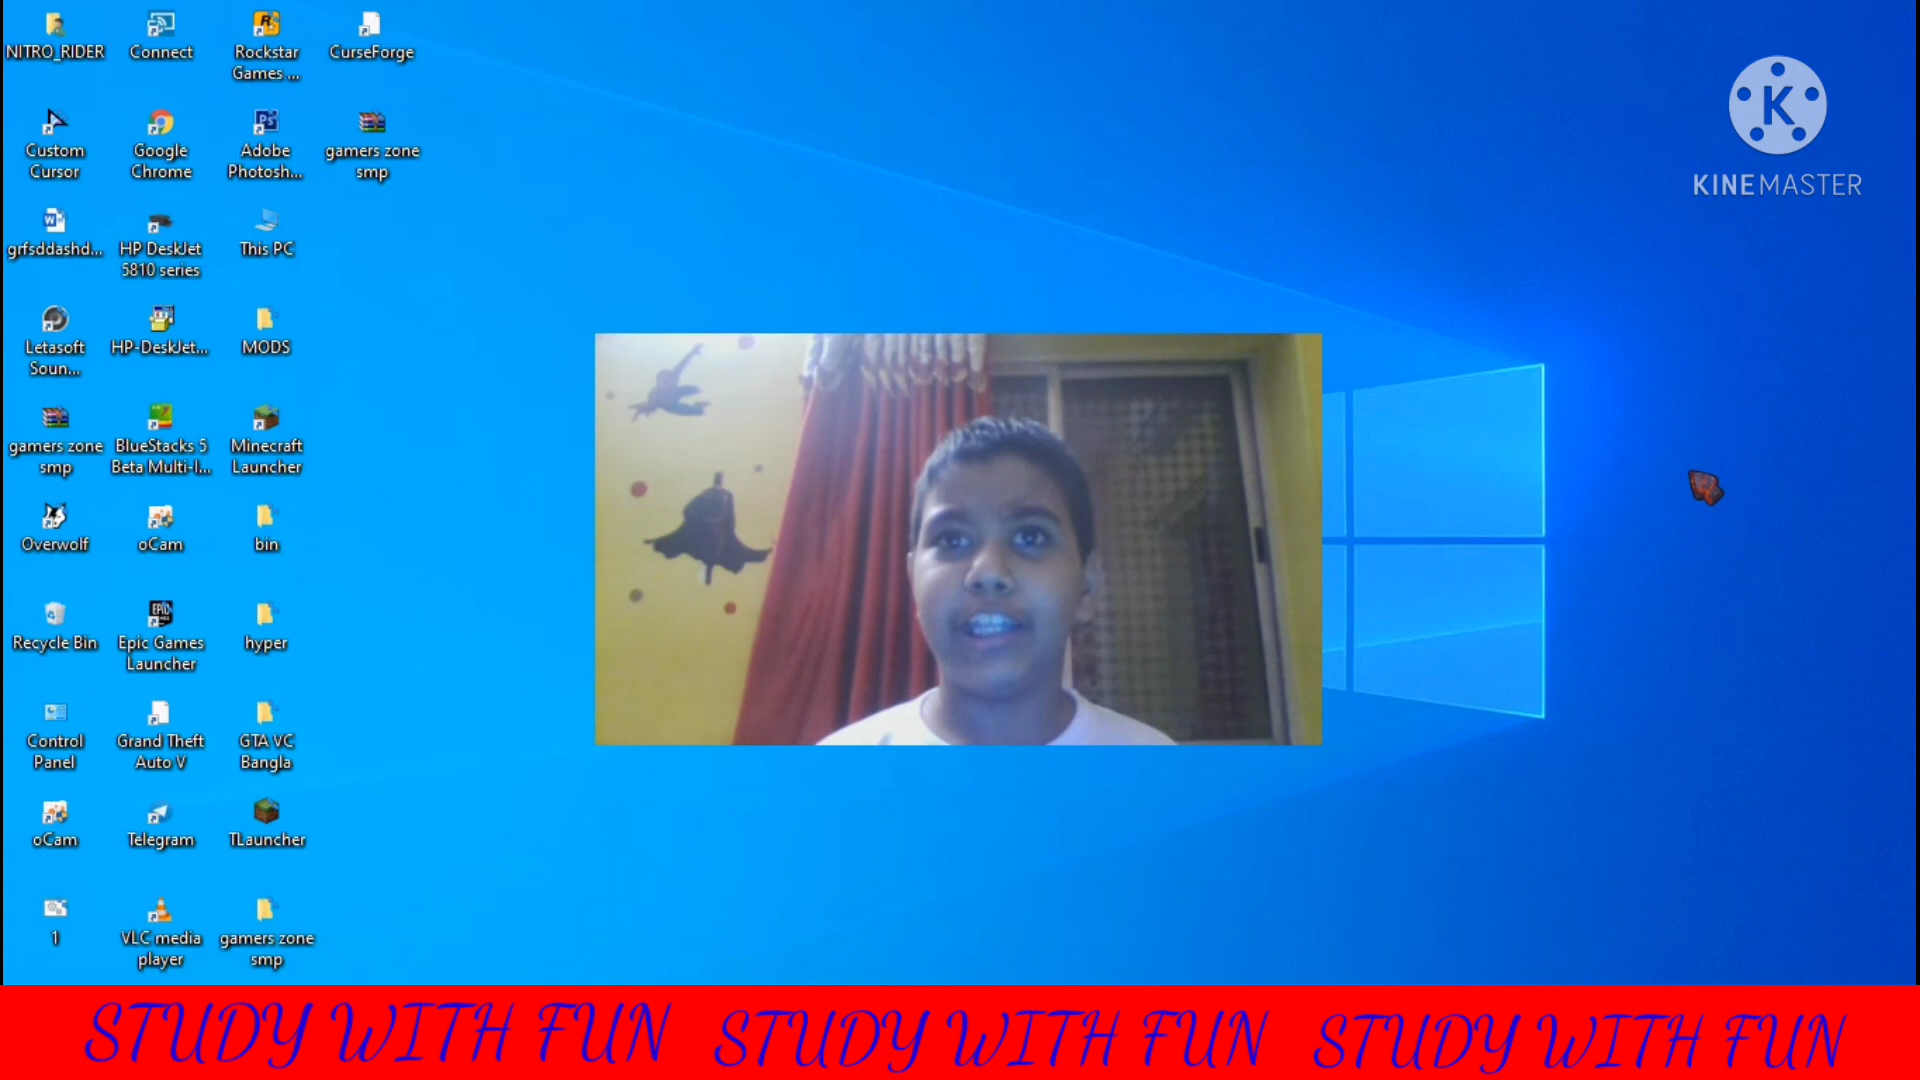 NITRO_RIDER
Connect
Rockstar
Games ...
CurseForge
Custom
Cursor
Google
Chrome
Adobe
Photosh...
gamers zone
smp
grfsddashd...
HP DeskJet
5810 series
This PC
Letasoft
Soun...
HP-DeskJet...
MODS
gamers zone
smp
BlueStacks 5
Beta Multi-I...
Minecraft
Launcher
Overwolf
oCam
bin
Recycle Bin
Epic Games
Launcher
hyper
Control
Panel
Grand Theft
Auto V
GTA VC
Bangla
oCam
Telegram
TLauncher
1
VLC media
player
gamers zone
smp
K
KINEMASTER
STUDY WITH FUN STUDY WITH FUN STUDY WITH FUN